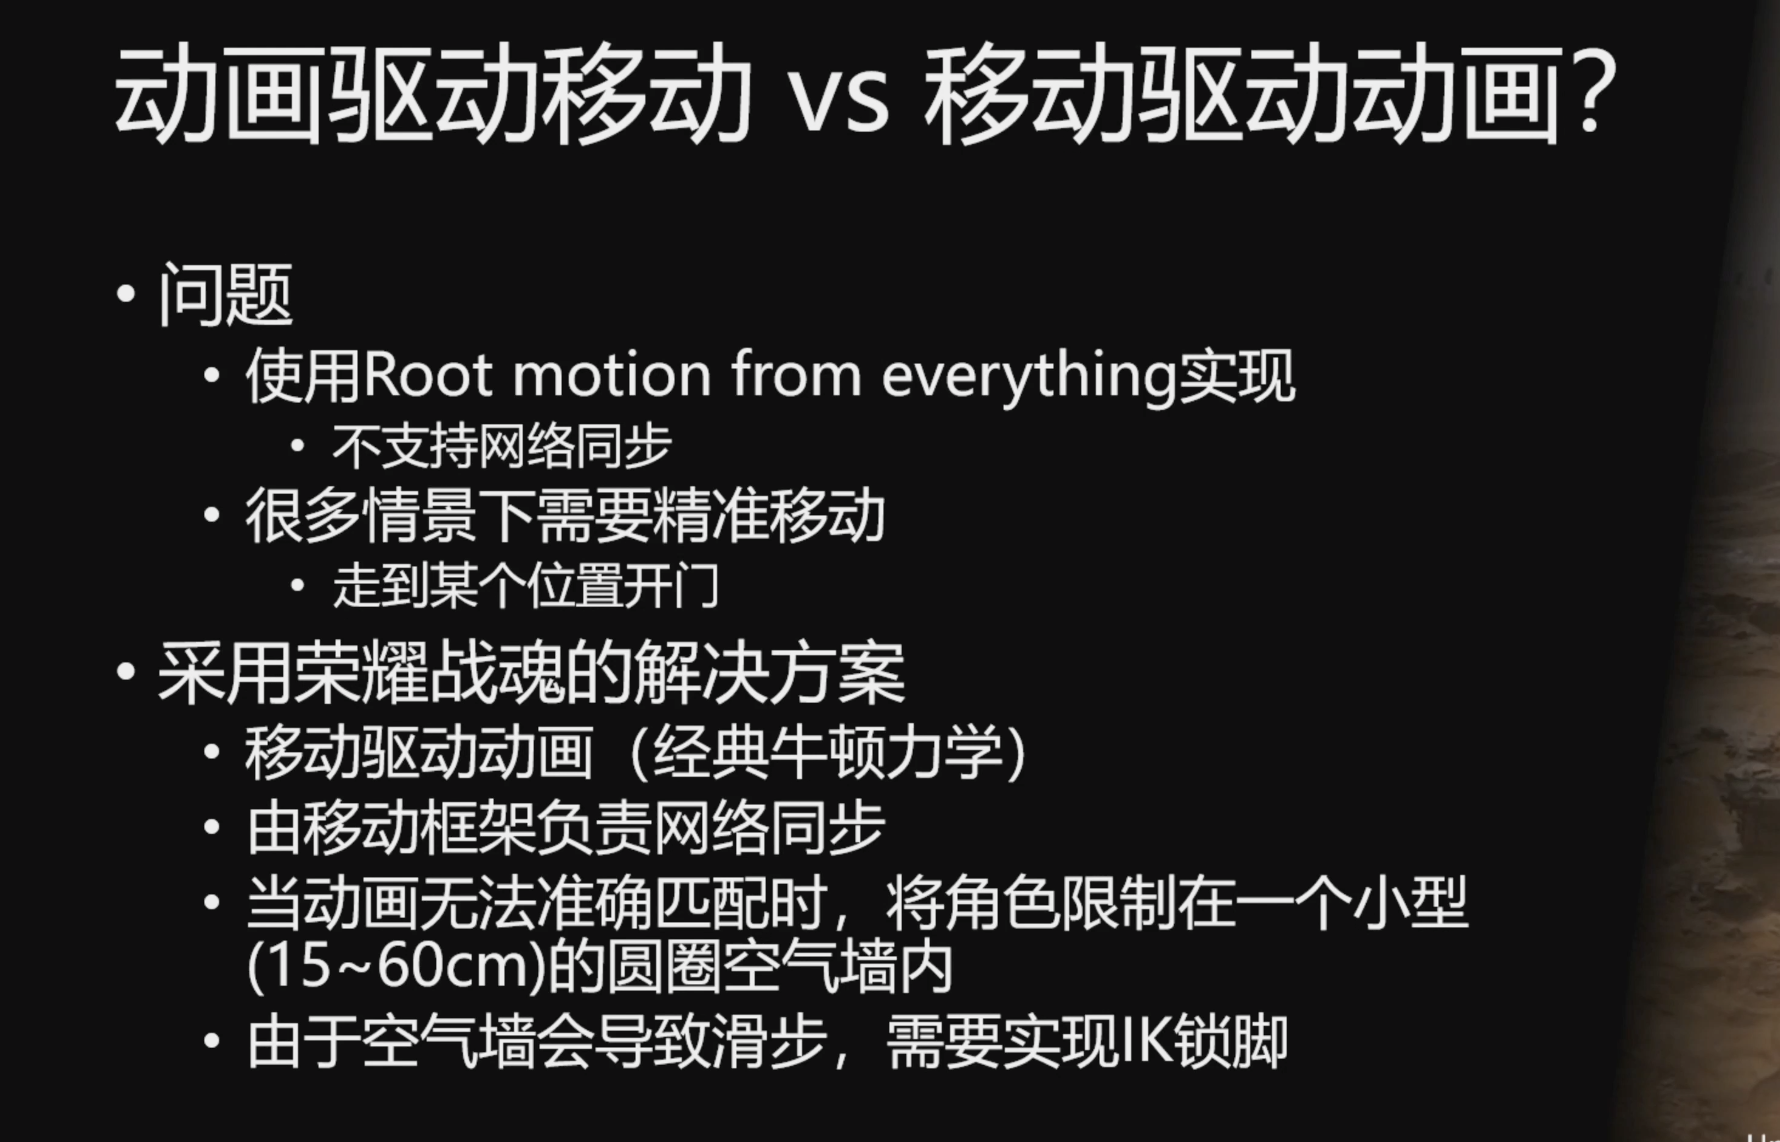 动画驱动移动 vs 移动驱动动画?
• 问题
• 使用Root motion from everything实现
• 不支持网络同步
• 很多情景下需要精准移动
• 走到某个位置开门
• 采用荣耀战魂的解决方案
• 移动驱动动画（经典牛顿力学）
• 由移动框架负责网络同步
• 当动画无法准确匹配时，将角色限制在一个小型
(15~60cm)的圆圈空气墙内
• 由于空气墙会导致滑步，需要实现IK锁脚